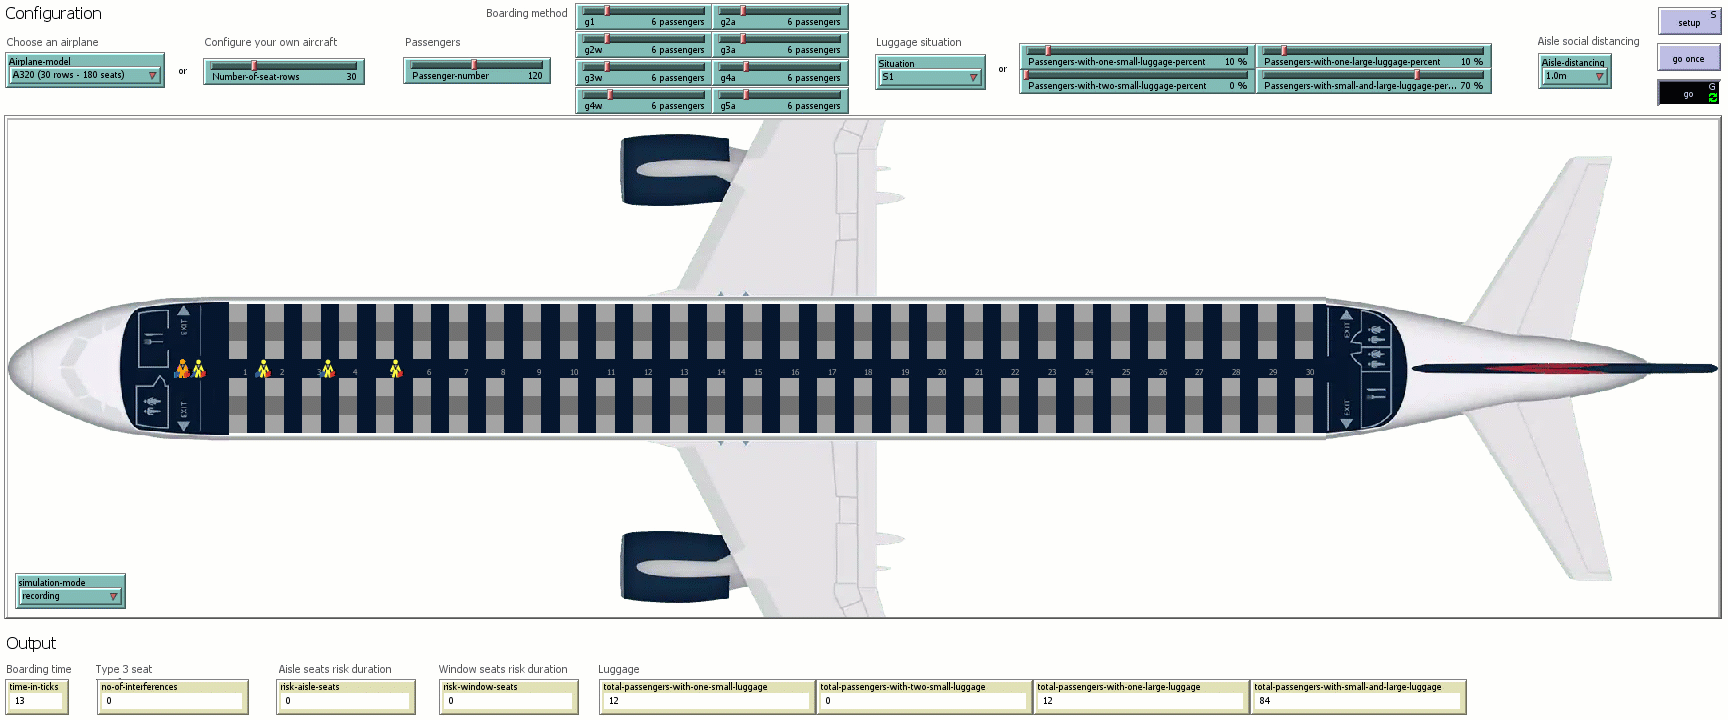 Configuration
Choose an airplane
Airplane-model
A320 (30 rows - 180 seats)
or
Configure your own aircraft
Number-of-seat-rows 30
Passengers
Passenger-number 120
Boarding method
g1 6 passengers
g2a 6 passengers
g2w 6 passengers
g3a 6 passengers
g3w 6 passengers
g4a 6 passengers
g4w 6 passengers
g5a 6 passengers
Luggage situation
Situation
S1
or
Passengers-with-one-small-luggage-percent 10 %
Passengers-with-one-large-luggage-percent 10 %
Passengers-with-two-small-luggage-percent 0 %
Passengers-with-small-and-large-luggage-per... 70 %
Aisle social distancing
Aisle-distancing
1.0m
setup S
go once
go G
EXIT
EXIT
1 2 3 4 6 7 8 9 10 11 12 13 14 15 16 17 18 19 20 21 22 23 24 25 26 27 28 29 30
EXIT
EXIT
simulation-mode
recording
Output
Boarding time
time-in-ticks
13
Type 3 seat
no-of-interferences
0
Aisle seats risk duration
risk-aisle-seats
0
Window seats risk duration
risk-window-seats
0
Luggage
total-passengers-with-one-small-luggage
12
total-passengers-with-two-small-luggage
0
total-passengers-with-one-large-luggage
12
total-passengers-with-small-and-large-luggage
84